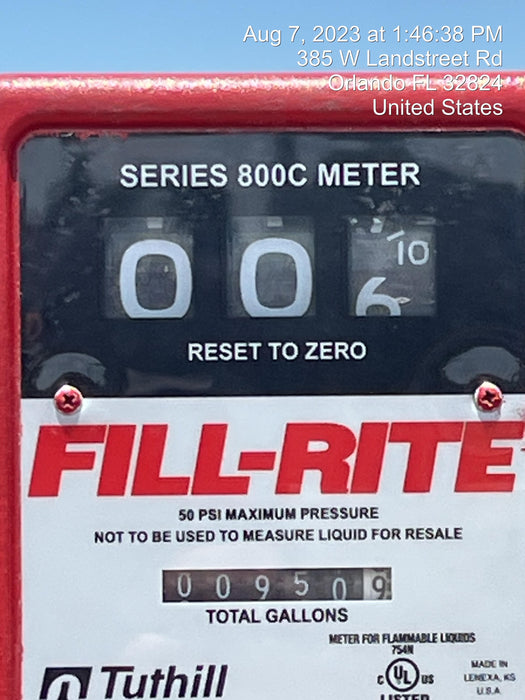 Aug 7, 2023 at 1:46:38 PM
385 W Landstreet Rd
Orlando FL 32824
United States
SERIES 800C METER
0 0 6 /10
RESET TO ZERO
FILL-RITE
50 PSI MAXIMUM PRESSURE
NOT TO BE USED TO MEASURE LIQUID FOR RESALE
0 0 9 5 0 9
TOTAL GALLONS
METER FOR FLAMMABLE LIQUIDS
754N
Tuthill
C UL US
LISTED
MADE IN
LENEXA, KS
U.S.A.